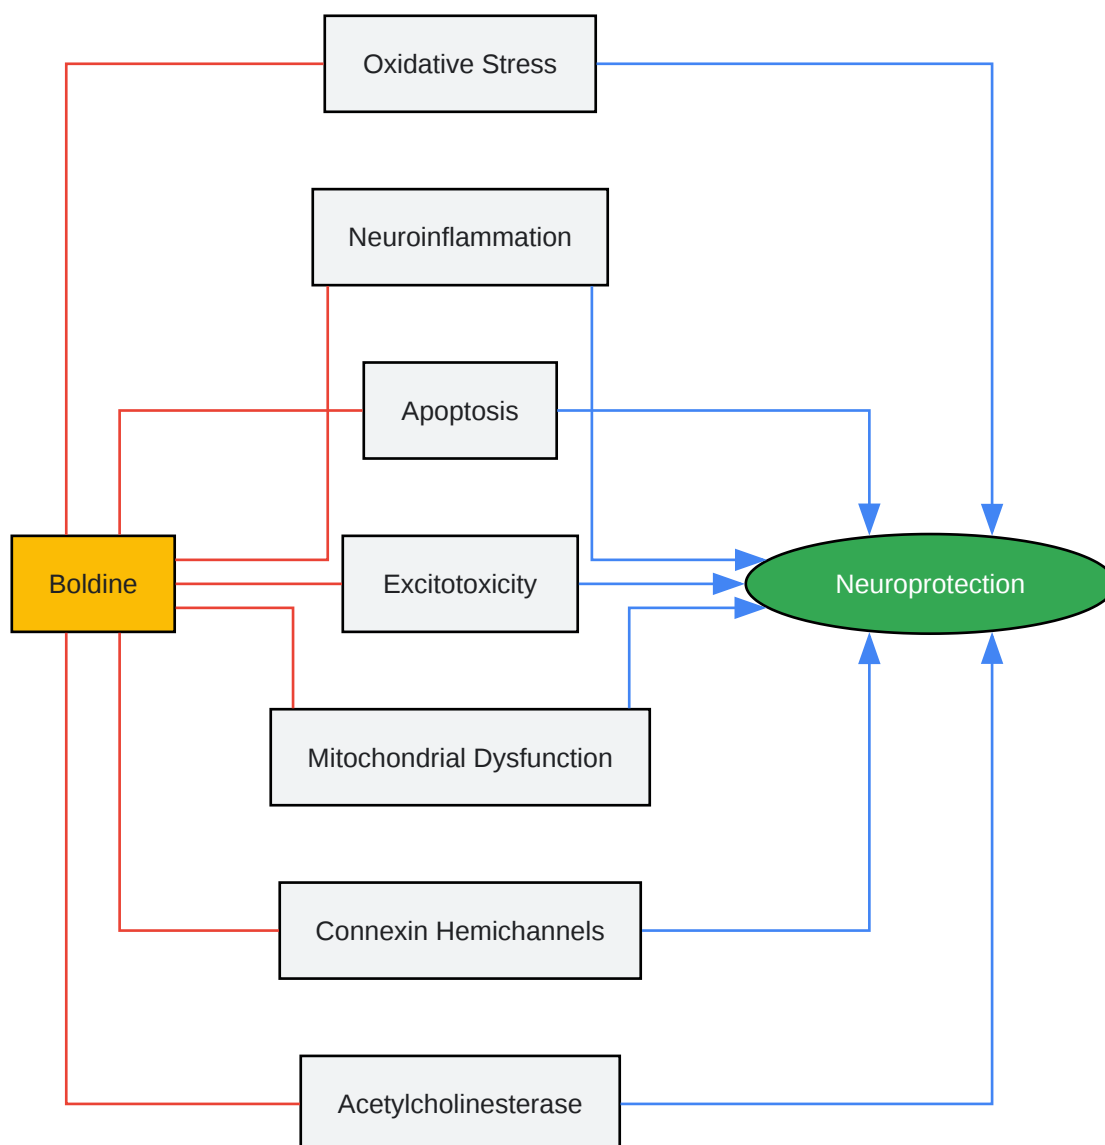 Oxidative Stress
Neuroinflammation
Apoptosis
Boldine
Excitotoxicity
Neuroprotection
Mitochondrial Dysfunction
Connexin Hemichannels
Acetylcholinesterase